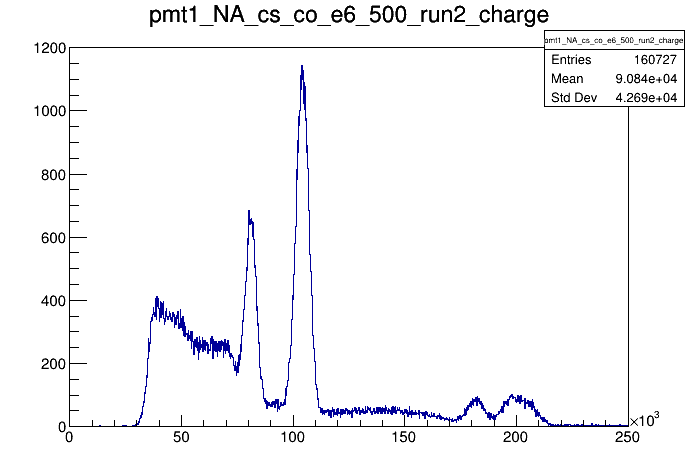 pmt1_NA_cs_co_e6_500_run2_charge
pmt1_NA_cs_co_e6_500_run2_charge
Entries 160727
Mean 9.084e+04
Std Dev 4.269e+04
1200
1000
800
600
400
200
0
0 50 100 150 200 250
×10³